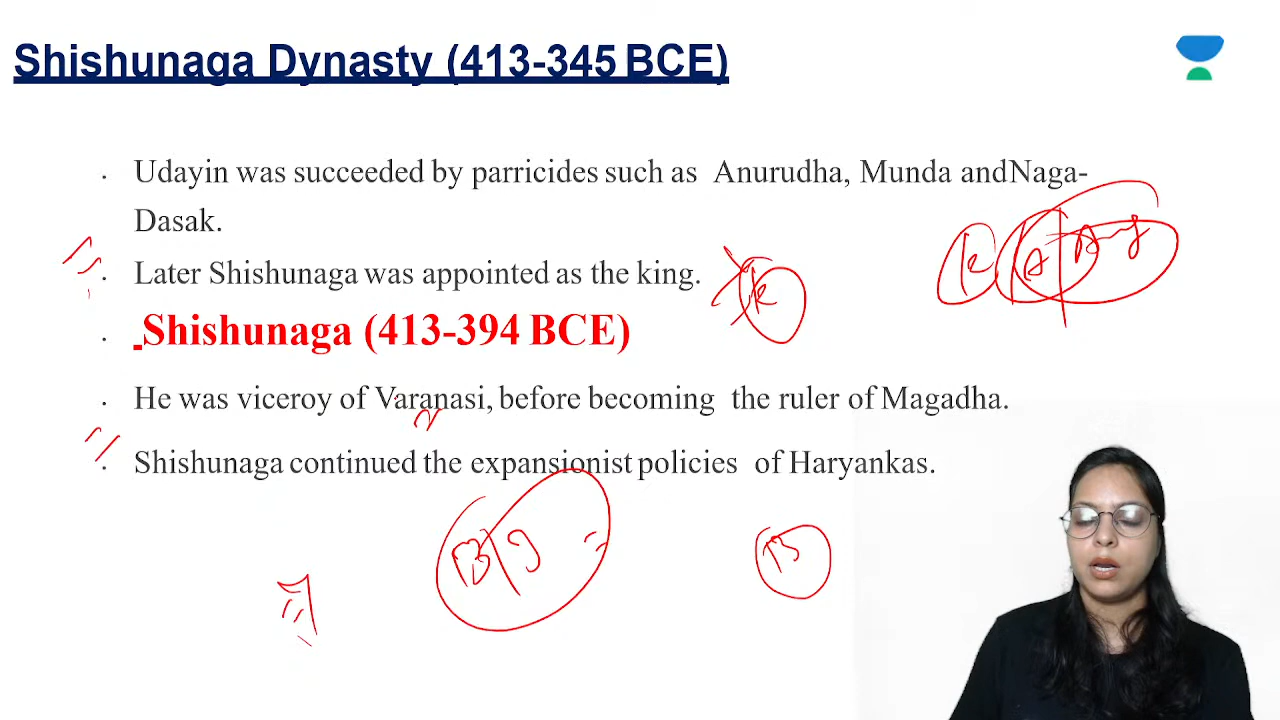 Shishunaga Dynasty (413-345 BCE)
. Udayin was succeeded by parricides such as Anurudha, Munda andNaga-
Dasak.
. Later Shishunaga was appointed as the king.
. Shishunaga (413-394 BCE)
. He was viceroy of Varanasi, before becoming the ruler of Magadha.
. Shishunaga continued the expansionist policies of Haryankas.